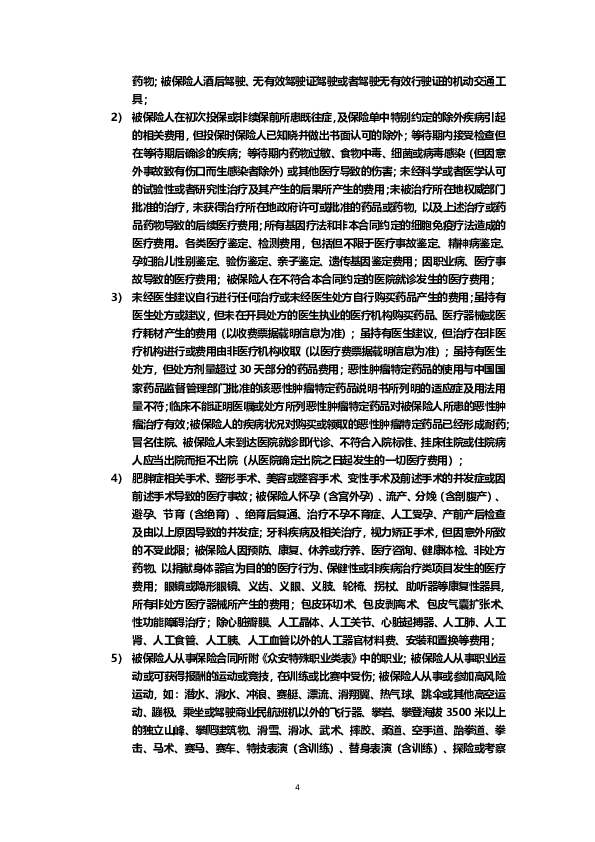 药物；被保险人酒后驾驶、无有效驾驶证驾驶或者驾驶无有效行驶证的机动交通工
具；
2） 被保险人在初次投保或非续保前所患既往症，及保险单中特别约定的除外疾病引起
的相关费用，但投保时保险人已知晓并做出书面认可的除外；等待期内接受检查但
在等待期后确诊的疾病；等待期内药物过敏、食物中毒、细菌或病毒感染（但因意
外事故致有伤口而生感染者除外）或其他医疗导致的伤害；未经科学或者医学认可
的试验性或者研究性治疗及其产生的后果所产生的费用；未被治疗所在地权威部门
批准的治疗，未获得治疗所在地政府许可或批准的药品或药物，以及上述治疗或药
品药物导致的后续医疗费用；所有基因疗法和非本合同约定的细胞免疫疗法造成的
医疗费用。各类医疗鉴定、检测费用，包括但不限于医疗事故鉴定、精神病鉴定、
孕妇胎儿性别鉴定、验伤鉴定、亲子鉴定、遗传基因鉴定费用；因职业病、医疗事
故导致的医疗费用；被保险人在不符合本合同约定的医院就诊发生的医疗费用；
3） 未经医生建议自行进行任何治疗或未经医生处方自行购买药品产生的费用；虽持有
医生处方或建议，但未在开具处方的医生执业的医疗机构购买药品、医疗器械或医
疗耗材产生的费用（以收费票据载明信息为准）；虽持有医生建议，但治疗在非医
疗机构进行或费用由非医疗机构收取（以医疗费票据载明信息为准）；虽持有医生
处方，但处方剂量超过 30 天部分的药品费用；恶性肿瘤特定药品的使用与中国国
家药品监督管理部门批准的该恶性肿瘤特定药品说明书所列明的适应症及用法用
量不符；临床不能证明医嘱或处方所列恶性肿瘤特定药品对被保险人所患的恶性肿
瘤治疗有效；被保险人的疾病状况对购买或领取的恶性肿瘤特定药品已经形成耐药；
冒名住院、被保险人未到达医院就诊即代诊、不符合入院标准、挂床住院或住院病
人应当出院而拒不出院（从医院确定出院之日起发生的一切医疗费用）；
4） 肥胖症相关手术、整形手术、美容或整容手术、变性手术及前述手术的并发症或因
前述手术导致的医疗事故；被保险人怀孕（含宫外孕）、流产、分娩（含剖腹产）、
避孕、节育（含绝育）、绝育后复通、治疗不孕不育症、人工受孕、产前产后检查
及由以上原因导致的并发症；牙科疾病及相关治疗，视力矫正手术，但因意外所致
的不受此限；被保险人因预防、康复、休养或疗养、医疗咨询、健康体检、非处方
药物、以捐献身体器官为目的的医疗行为、保健性或非疾病治疗类项目发生的医疗
费用；眼镜或隐形眼镜、义齿、义眼、义肢、轮椅、拐杖、助听器等康复性器具，
所有非处方医疗器械所产生的费用；包皮环切术、包皮剥离术、包皮气囊扩张术、
性功能障碍治疗；除心脏瓣膜、人工晶体、人工关节、心脏起搏器、人工肺、人工
肾、人工食管、人工胰、人工血管以外的人工器官材料费、安装和置换等费用；
5） 被保险人从事保险合同所附《众安特殊职业类表》中的职业；被保险人从事职业运
动或可获得报酬的运动或竞技，在训练或比赛中受伤；被保险人从事或参加高风险
运动，如：潜水、滑水、冲浪、赛艇、漂流、滑翔翼、热气球、跳伞或其他高空运
动、蹦极、乘坐或驾驶商业民航班机以外的飞行器、攀岩、攀登海拔 3500 米以上
的独立山峰、攀爬建筑物、滑雪、滑冰、武术、摔跤、柔道、空手道、跆拳道、拳
击、马术、赛马、赛车、特技表演（含训练）、替身表演（含训练）、探险或考察
4